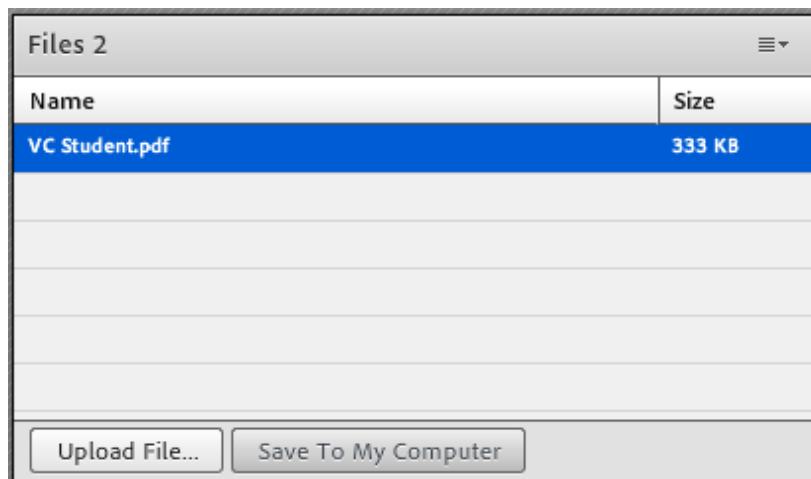 Files 2
Name Size
VC Student.pdf 333 KB
Upload File... Save To My Computer